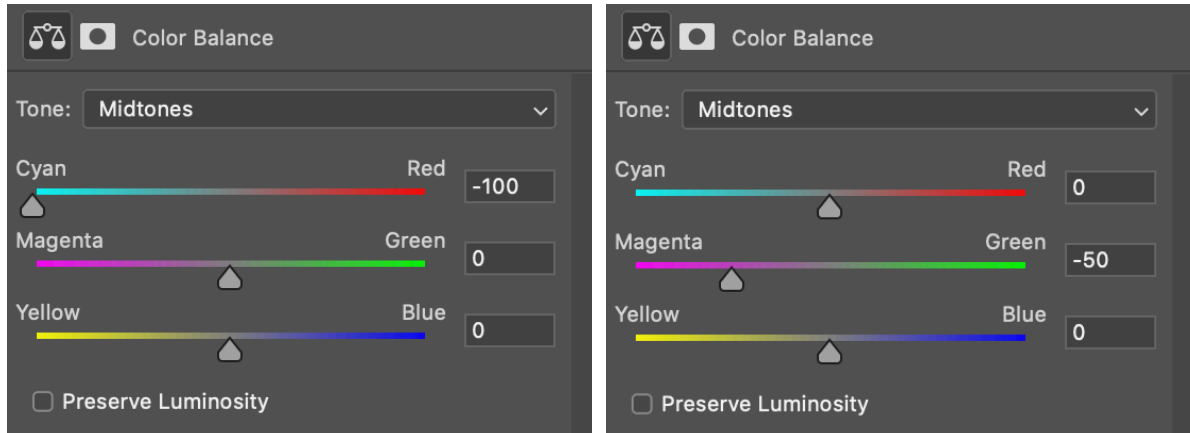 Color Balance
Tone: Midtones
Cyan Red -100
Magenta Green 0
Yellow Blue 0
Preserve Luminosity
Color Balance
Tone: Midtones
Cyan Red 0
Magenta Green -50
Yellow Blue 0
Preserve Luminosity